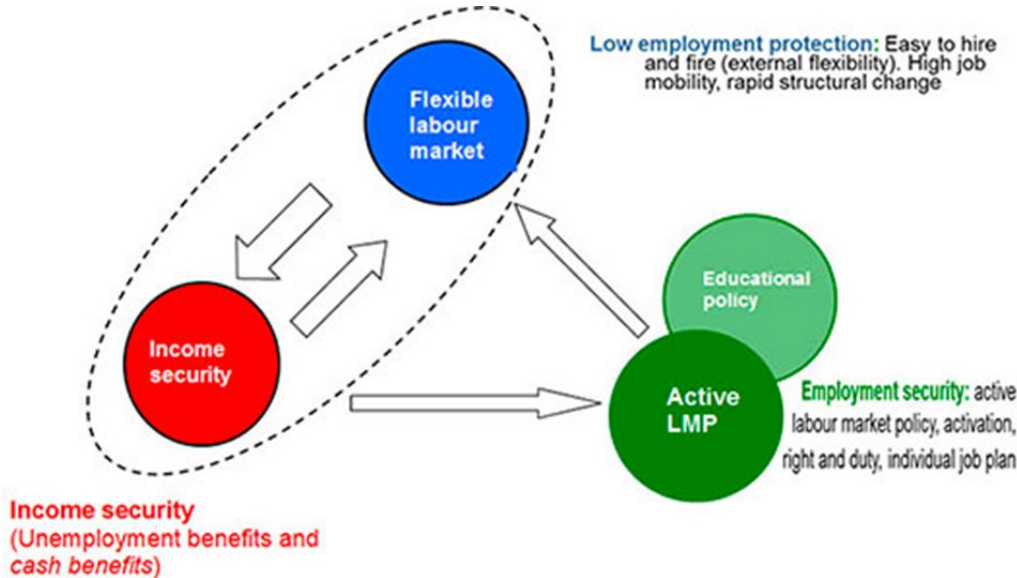 Low employment protection: Easy to hire
and fire (external flexibility). High job
mobility, rapid structural change
Flexible
labour
market
Educational
policy
Income
security
Active
LMP
Employment security: active
labour market policy, activation,
right and duty, individual job plan
Income security
(Unemployment benefits and
cash benefits)